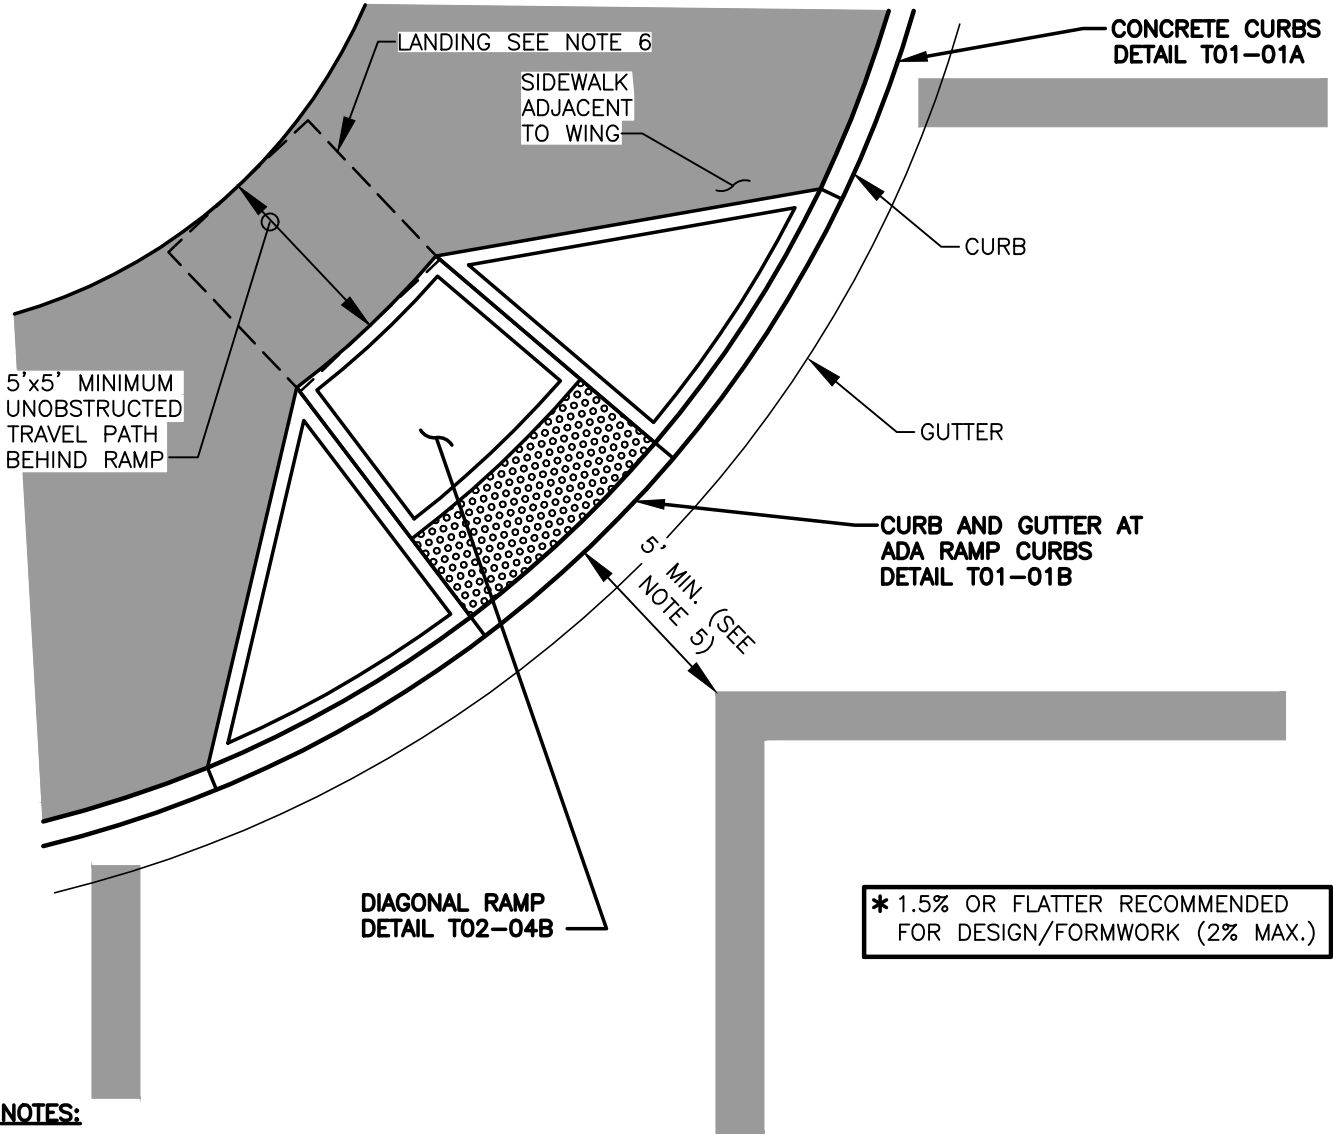 CONCRETE CURBS
DETAIL T01-01A
LANDING SEE NOTE 6
SIDEWALK
ADJACENT
TO WING
CURB
5'x5' MINIMUM
UNOBSTRUCTED
TRAVEL PATH
BEHIND RAMP
GUTTER
CURB AND GUTTER AT
ADA RAMP CURBS
DETAIL T01-01B
5' MIN. (SEE
NOTE 5)
DIAGONAL RAMP
DETAIL T02-04B
* 1.5% OR FLATTER RECOMMENDED
FOR DESIGN/FORMWORK (2% MAX.)
NOTES: